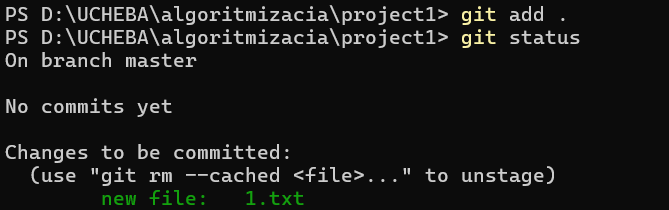 PS D:\UCHEBA\algoritmizacia\project1> git add .
PS D:\UCHEBA\algoritmizacia\project1> git status
On branch master
No commits yet
Changes to be committed:
  (use "git rm --cached <file>..." to unstage)
        new file:   1.txt